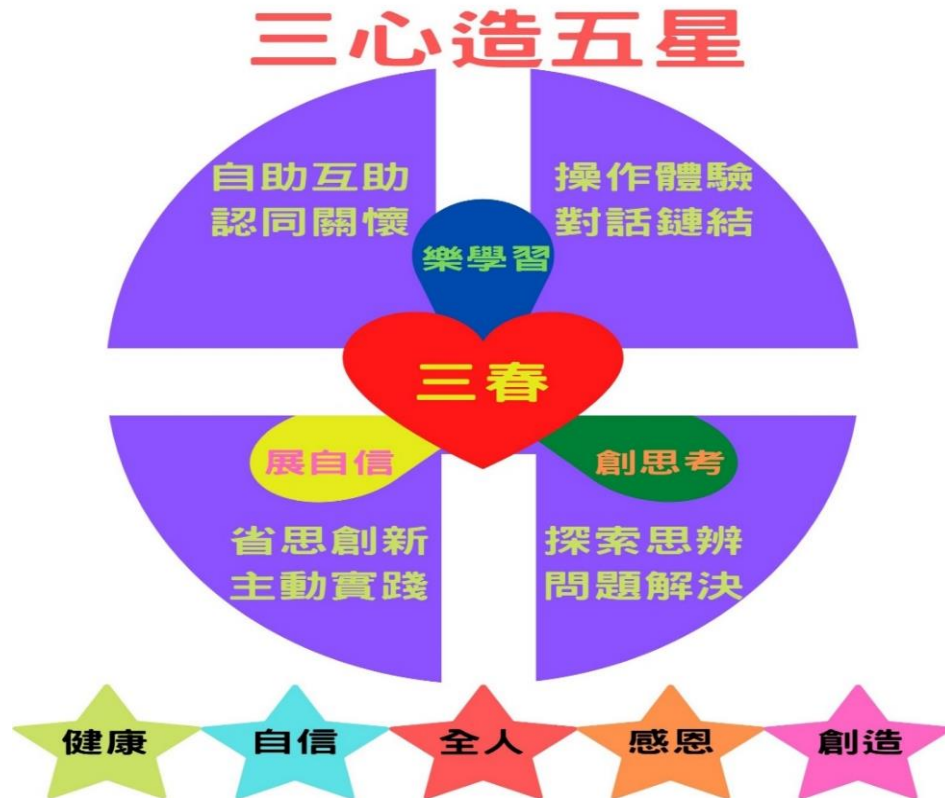 三心造五星
自助互助
認同關懷
操作體驗
對話鏈結
樂學習
三春
展自信
創思考
省思創新
主動實踐
探索思辨
問題解決
健康
自信
全人
感恩
創造